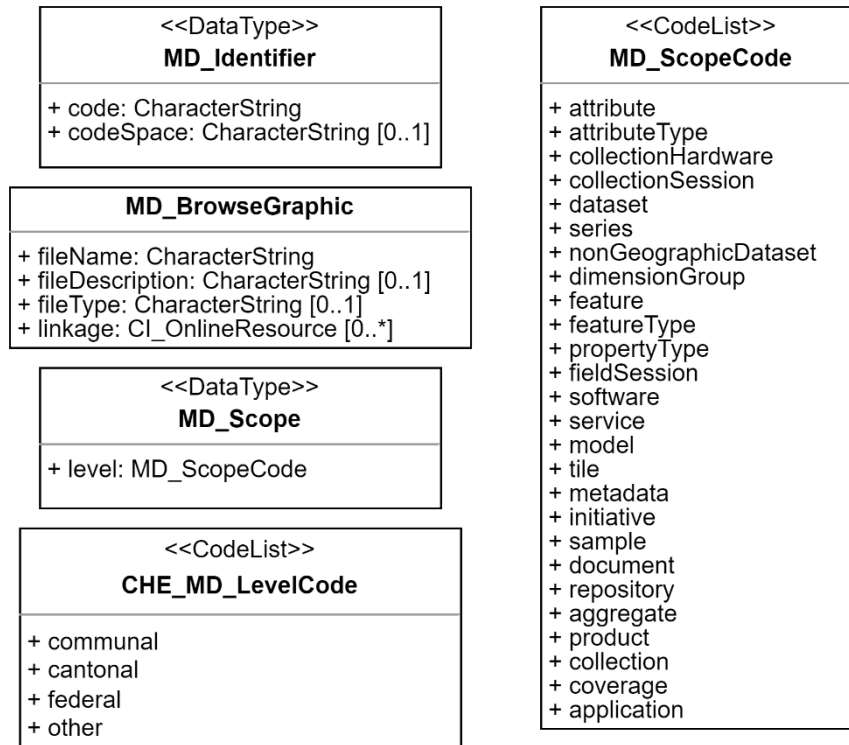 <<DataType>>
MD_Identifier
+ code: CharacterString
+ codeSpace: CharacterString [0..1]
MD_BrowseGraphic
+ fileName: CharacterString
+ fileDescription: CharacterString [0..1]
+ fileType: CharacterString [0..1]
+ linkage: CI_OnlineResource [0..*]
<<DataType>>
MD_Scope
+ level: MD_ScopeCode
<<CodeList>>
CHE_MD_LevelCode
+ communal
+ cantonal
+ federal
+ other
<<CodeList>>
MD_ScopeCode
+ attribute
+ attributeType
+ collectionHardware
+ collectionSession
+ dataset
+ series
+ nonGeographicDataset
+ dimensionGroup
+ feature
+ featureType
+ propertyType
+ fieldSession
+ software
+ service
+ model
+ tile
+ metadata
+ initiative
+ sample
+ document
+ repository
+ aggregate
+ product
+ collection
+ coverage
+ application